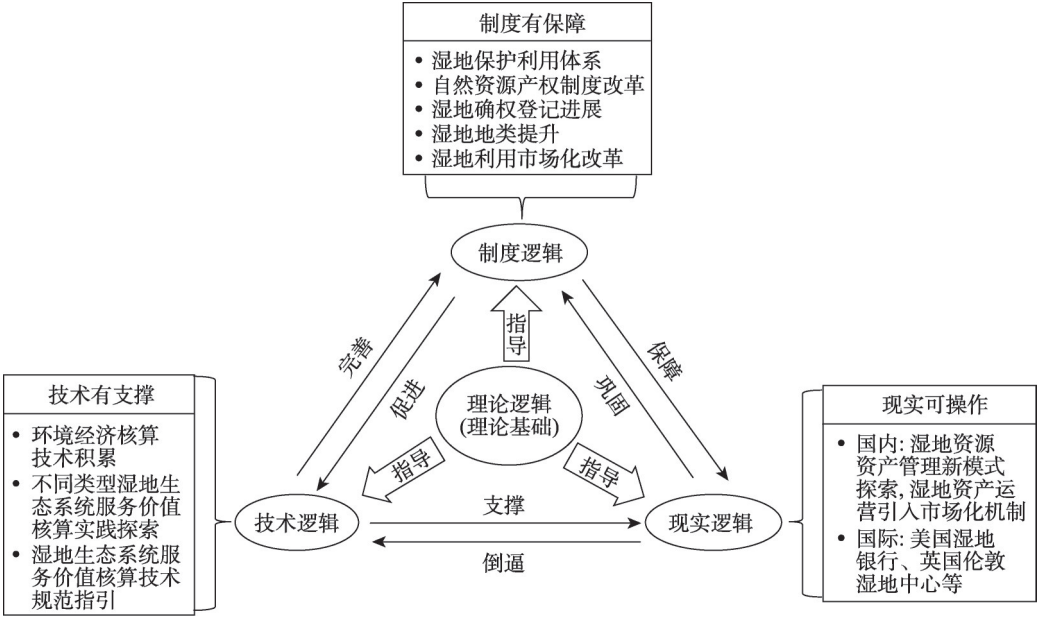 制度有保障
• 湿地保护利用体系
• 自然资源产权制度改革
• 湿地确权登记进展
• 湿地地类提升
• 湿地利用市场化改革
制度逻辑
指导
完善
促进
巩固
保障
理论逻辑
(理论基础)
指导
指导
技术有支撑
• 环境经济核算
技术积累
• 不同类型湿地生
态系统服务价值
核算实践探索
• 湿地生态系统服
务价值核算技术
规范指引
技术逻辑
支撑
倒逼
现实逻辑
现实可操作
• 国内: 湿地资源
资产管理新模式
探索, 湿地资产运
营引入市场化机制
• 国际: 美国湿地
银行、英国伦敦
湿地中心等